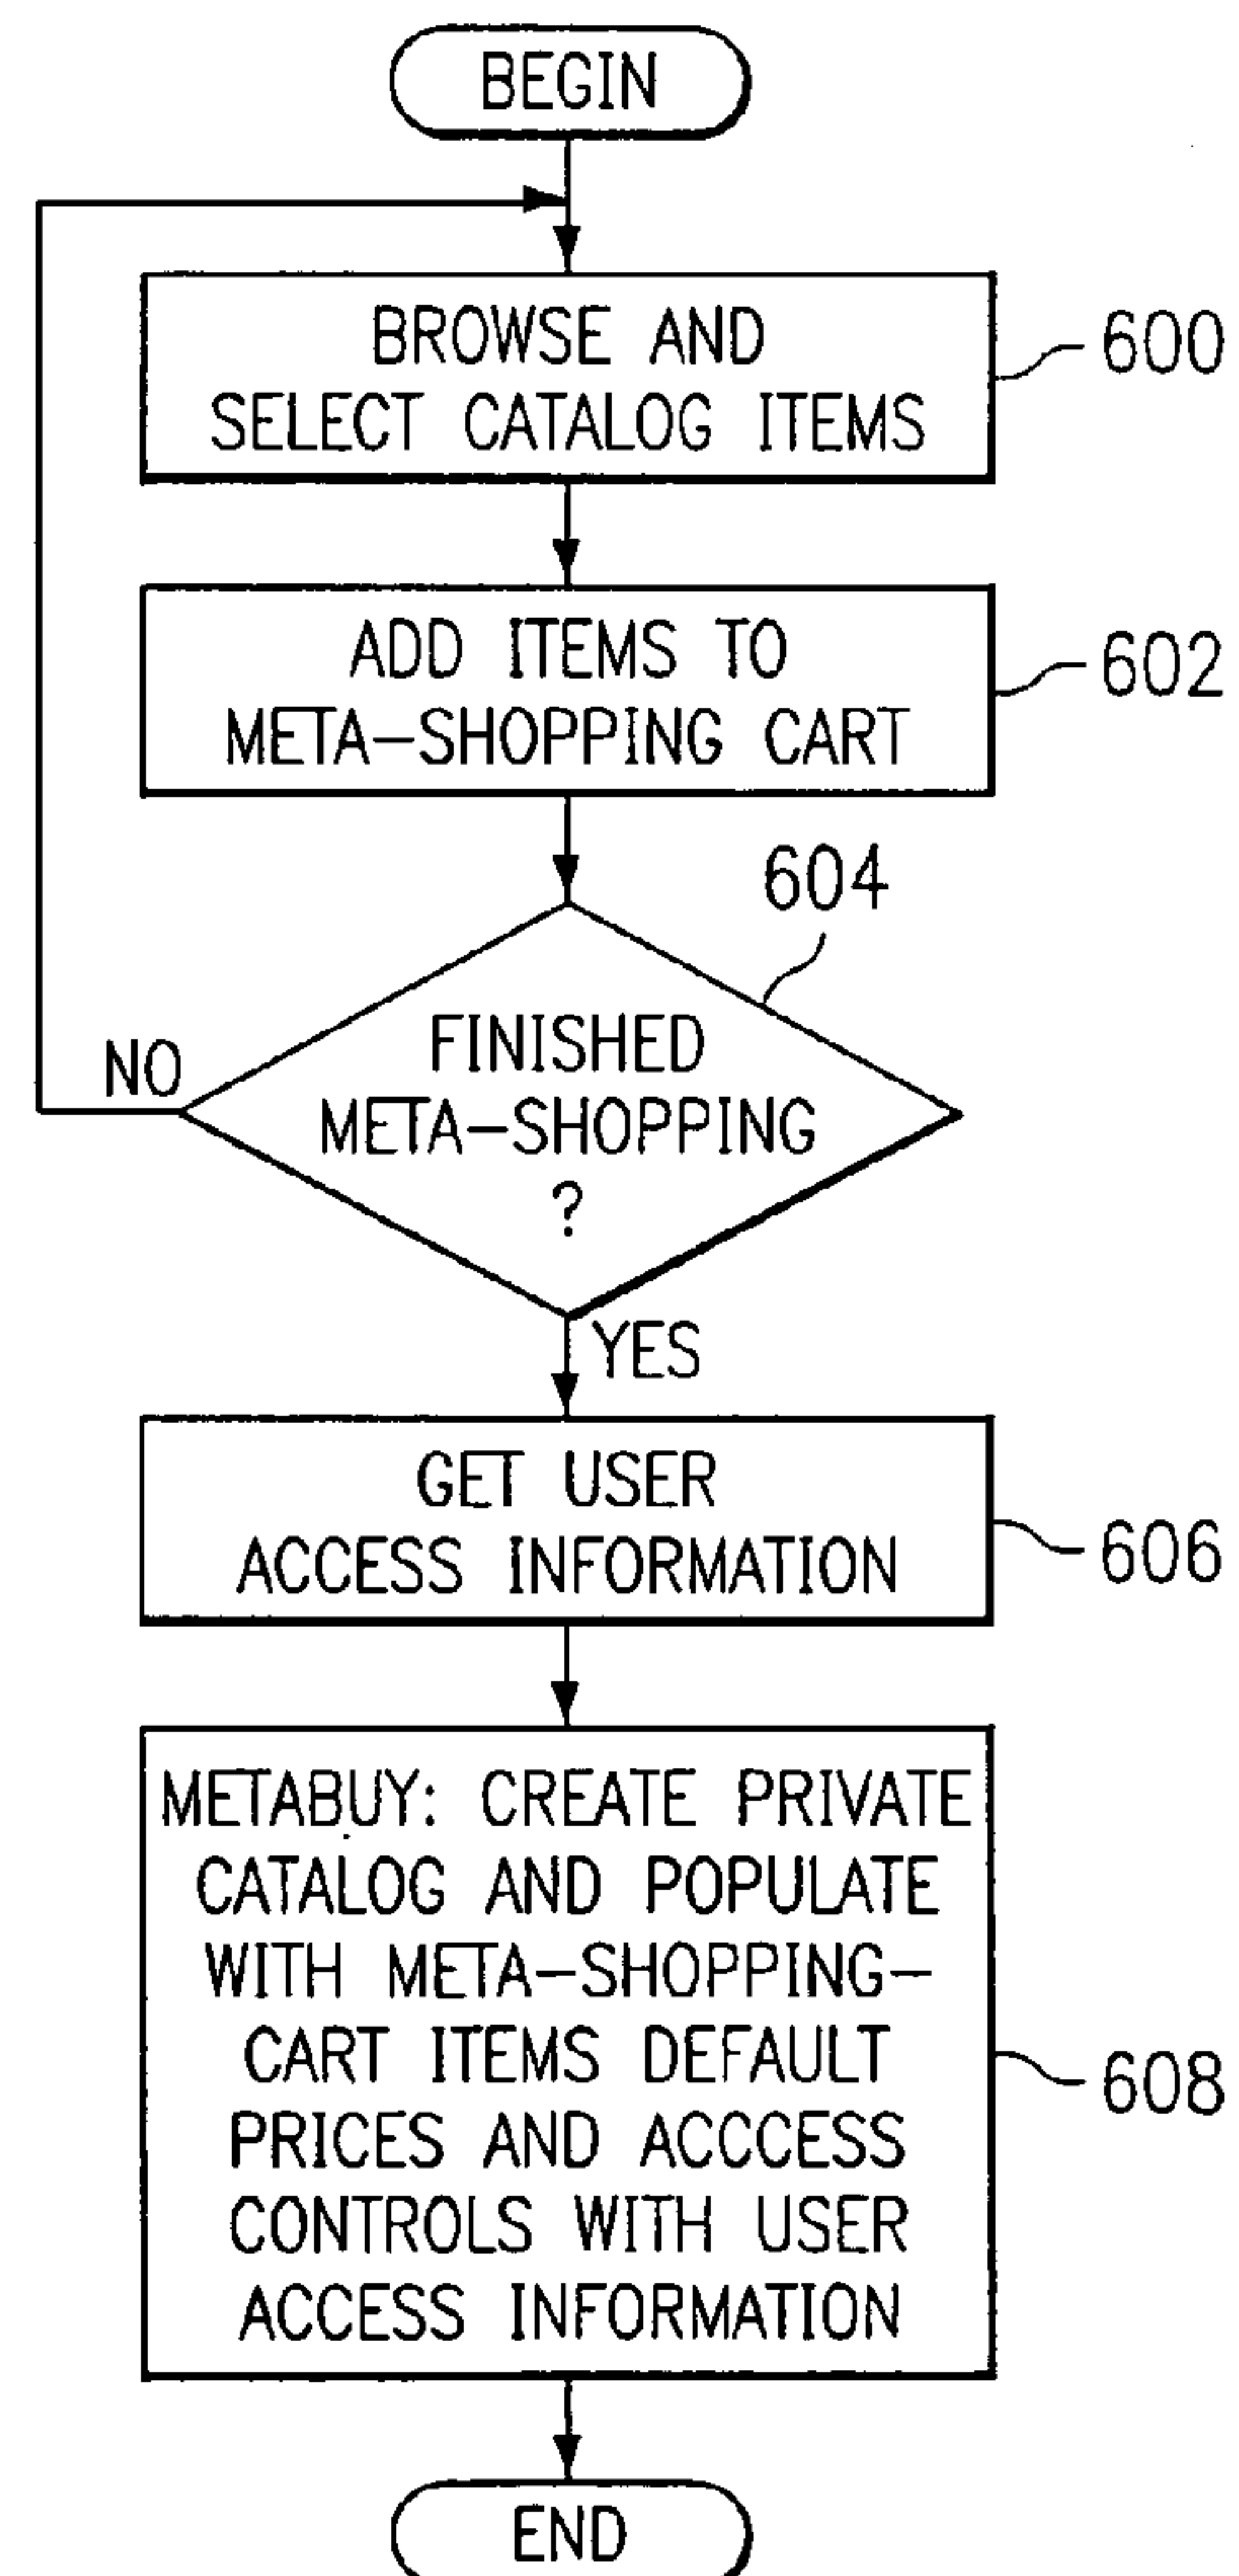 BEGIN
BROWSE AND
SELECT CATALOG ITEMS
600
ADD ITEMS TO
META-SHOPPING CART
602
604
FINISHED
META-SHOPPING
?
NO
YES
GET USER
ACCESS INFORMATION
606
METABUY: CREATE PRIVATE
CATALOG AND POPULATE
WITH META-SHOPPING-
CART ITEMS DEFAULT
PRICES AND ACCCESS
CONTROLS WITH USER
ACCESS INFORMATION
608
END